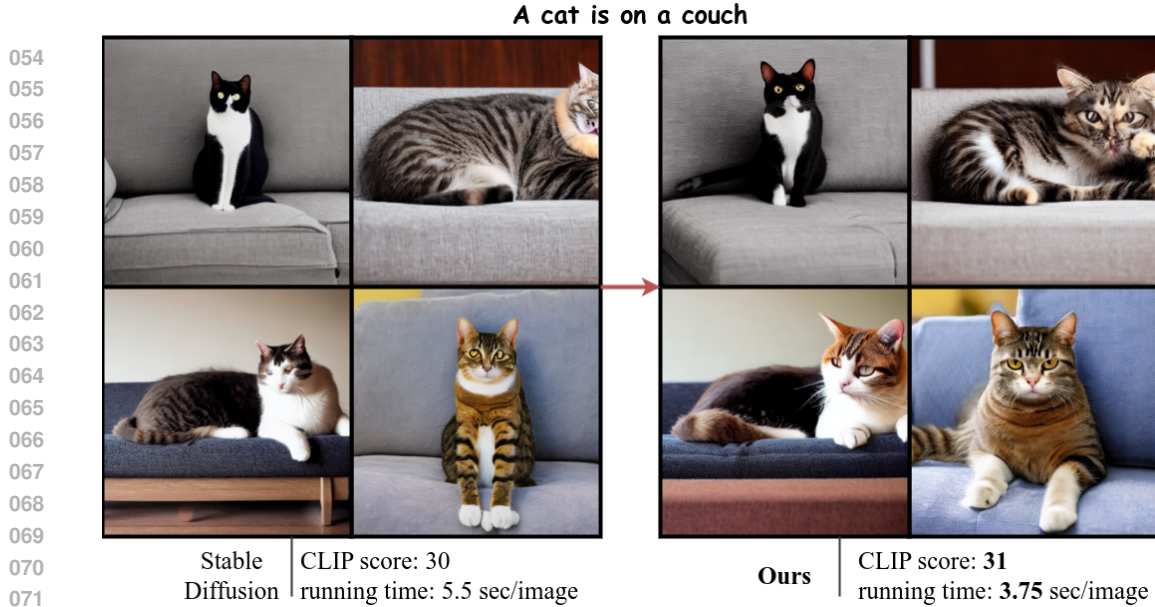 A cat is on a couch
054
055
056
057
058
059
060
061
062
063
064
065
066
067
068
069
070
071
Stable
Diffusion
CLIP score: 30
running time: 5.5 sec/image
Ours
CLIP score: 31
running time: 3.75 sec/image